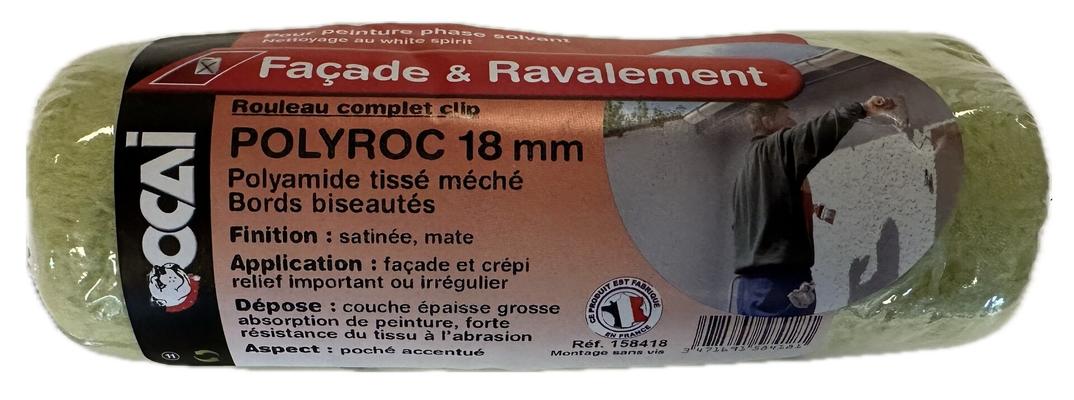 Pour peinture phase solvant
Nettoyage au white spirit
Façade & Ravalement
Rouleau complet clip
POLYROC 18 mm
Polyamide tissé méché
Bords biseautés
Finition : satinée, mate
Application : façade et crépi
relief important ou irrégulier
Dépose : couche épaisse grosse
absorption de peinture, forte
résistance du tissu à l'abrasion
Aspect : poché accentué
OCAI
11
CE PRODUIT EST FABRIQUÉ
EN FRANCE
Réf. 158418
Montage sans vis